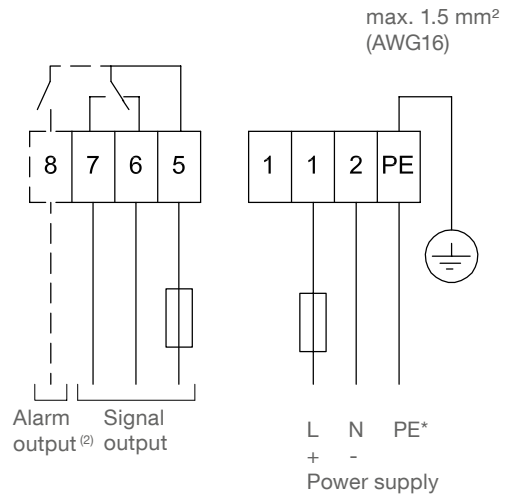 max. 1.5 mm²
(AWG16)
8 7 6 5
1 1 2 PE
Alarm output (2)
Signal output
L N PE*
+ -
Power supply